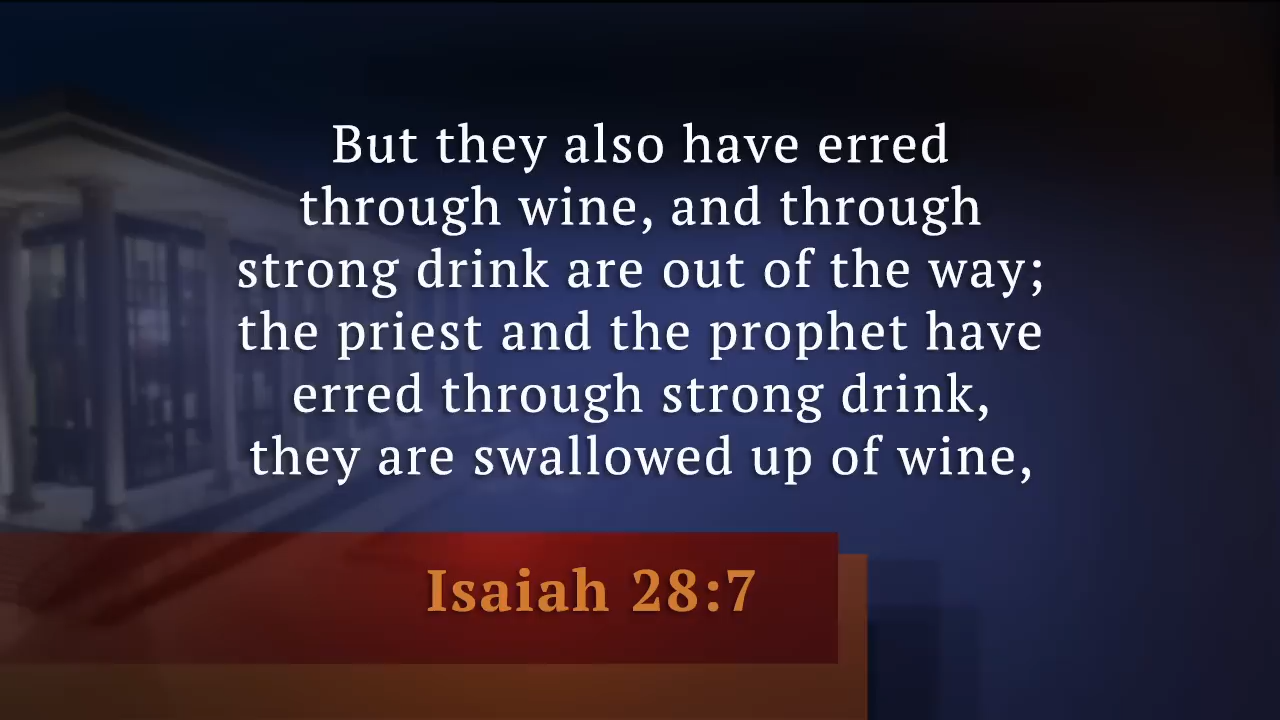 But they also have erred
through wine, and through
strong drink are out of the way;
the priest and the prophet have
erred through strong drink,
they are swallowed up of wine,
Isaiah 28:7